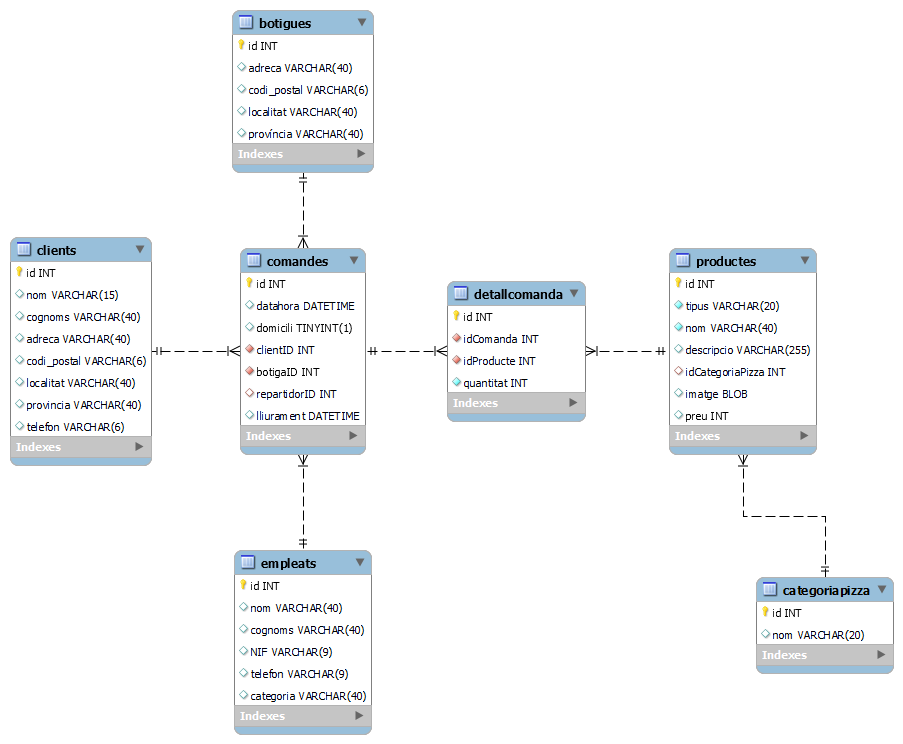 botigues
id INT
adreca VARCHAR(40)
codi_postal VARCHAR(6)
localitat VARCHAR(40)
província VARCHAR(40)
Indexes
clients
id INT
nom VARCHAR(15)
cognoms VARCHAR(40)
adreca VARCHAR(40)
codi_postal VARCHAR(6)
localitat VARCHAR(40)
provincia VARCHAR(40)
telefon VARCHAR(6)
Indexes
comandes
id INT
datahora DATETIME
domicili TINYINT(1)
clientID INT
botigaID INT
repartidorID INT
lliurament DATETIME
Indexes
detallcomanda
id INT
idComanda INT
idProducte INT
quantitat INT
Indexes
productes
id INT
tipus VARCHAR(20)
nom VARCHAR(40)
descripcio VARCHAR(255)
idCategoriaPizza INT
imatge BLOB
preu INT
Indexes
empleats
id INT
nom VARCHAR(40)
cognoms VARCHAR(40)
NIF VARCHAR(9)
telefon VARCHAR(9)
categoria VARCHAR(40)
Indexes
categoriapizza
id INT
nom VARCHAR(20)
Indexes